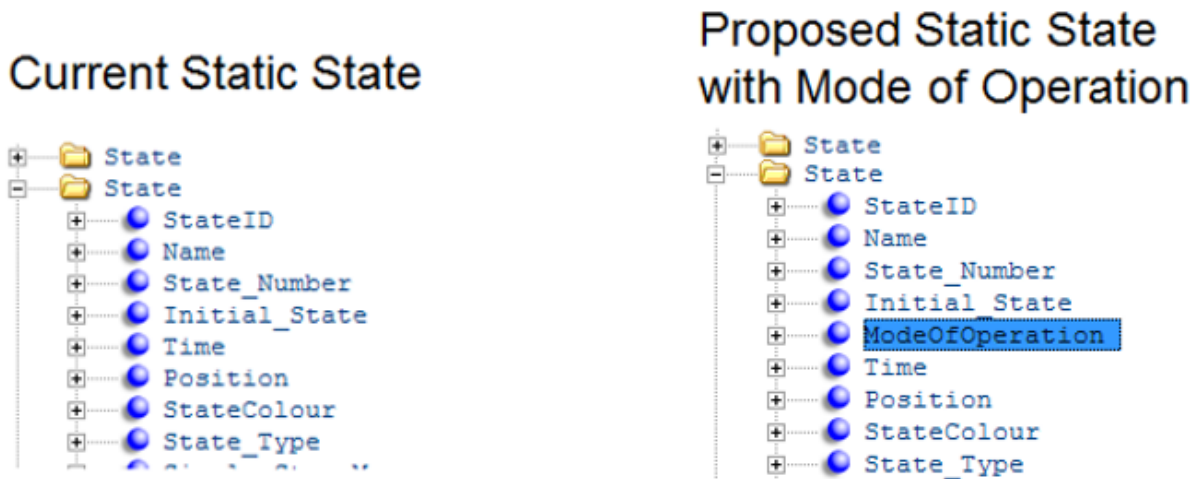 Current Static State
State
State
StateID
Name
State_Number
Initial_State
Time
Position
StateColour
State_Type
Proposed Static State
with Mode of Operation
State
State
StateID
Name
State_Number
Initial_State
ModeOfOperation
Time
Position
StateColour
State_Type